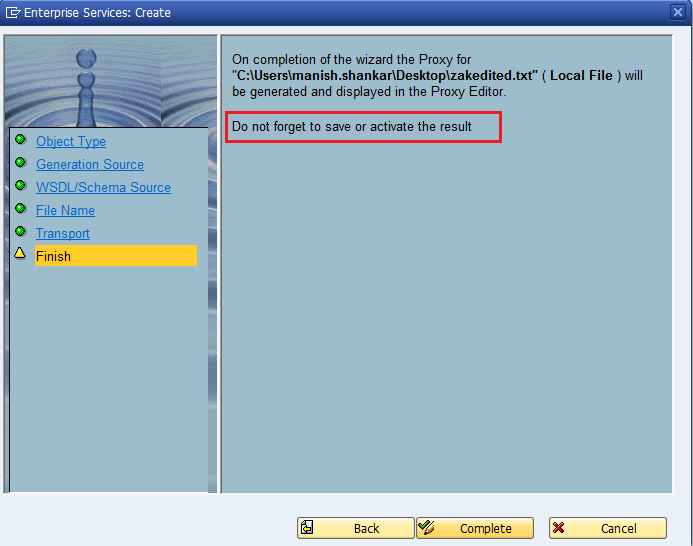 Enterprise Services: Create
On completion of the wizard the Proxy for
"C:\Users\manish.shankar\Desktop\zakedited.txt" ( Local File ) will
be generated and displayed in the Proxy Editor.
Do not forget to save or activate the result
Object Type
Generation Source
WSDL/Schema Source
File Name
Transport
Finish
Back
Complete
Cancel